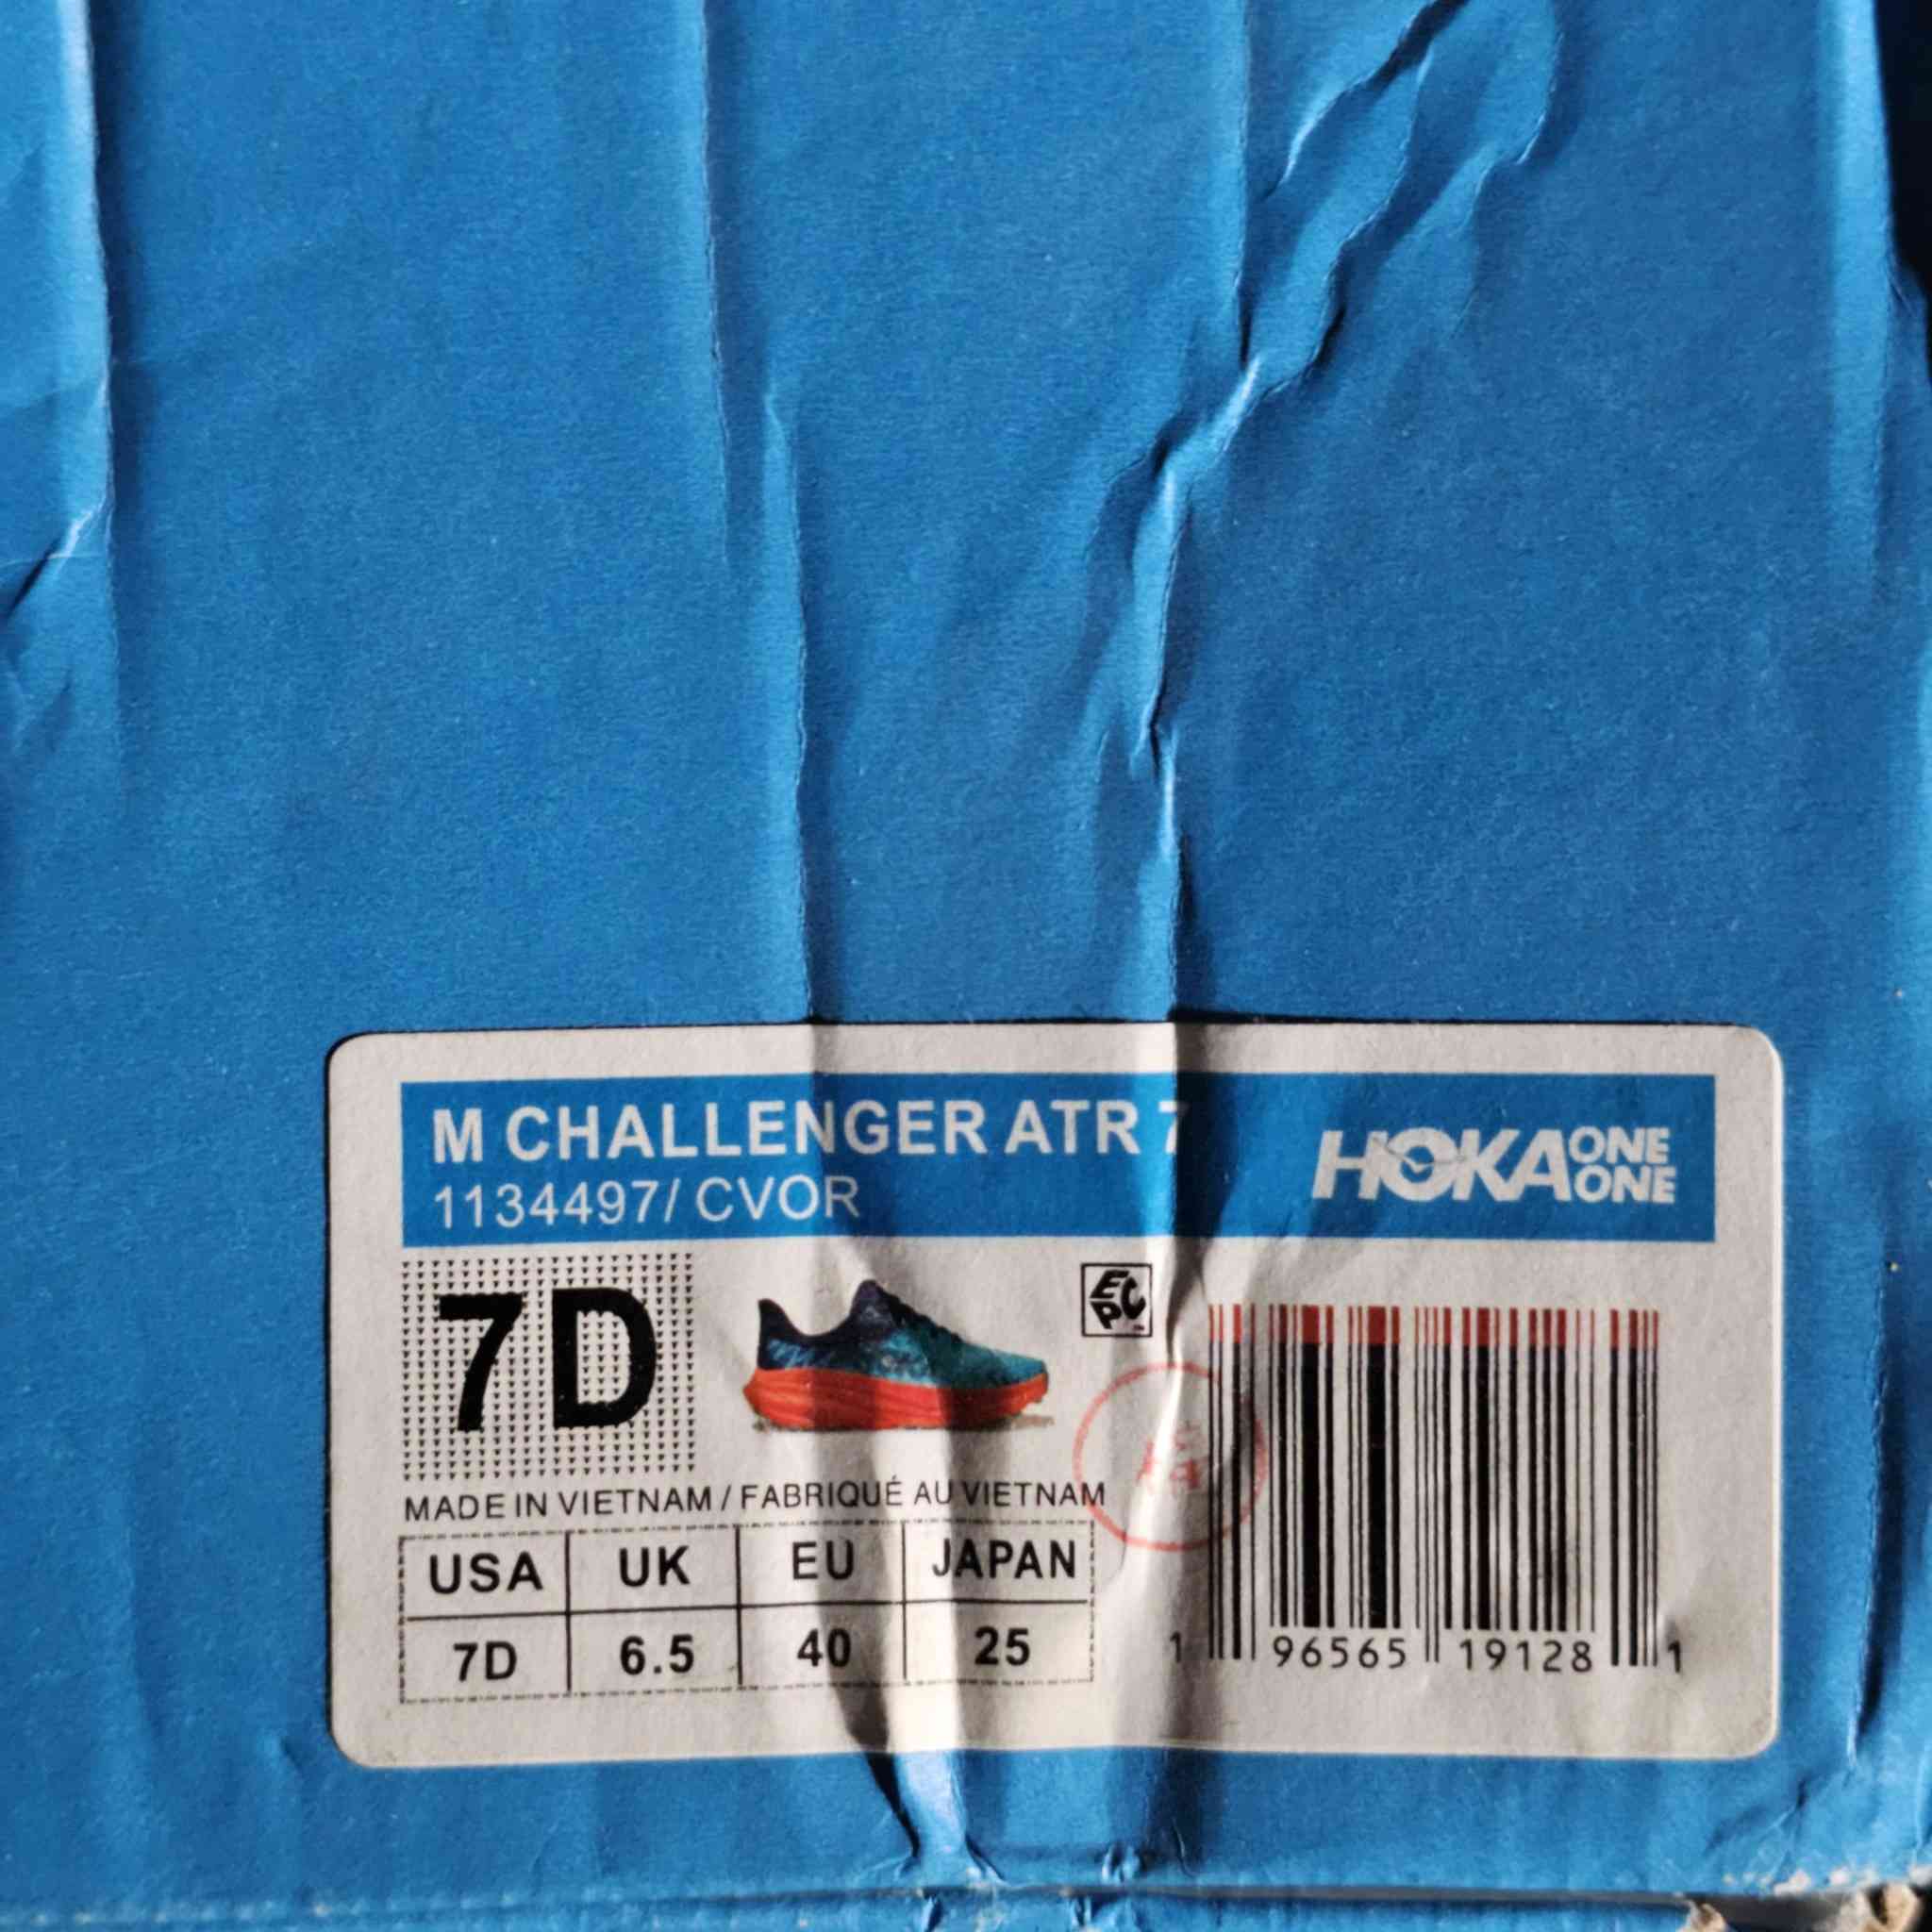 M CHALLENGER ATR 7
1134497/ CVOR
HOKA ONE ONE
7D
EPC
MADE IN VIETNAM / FABRIQUÉ AU VIETNAM
USA UK EU JAPAN
7D 6.5 40 25
1 96565 19128 1